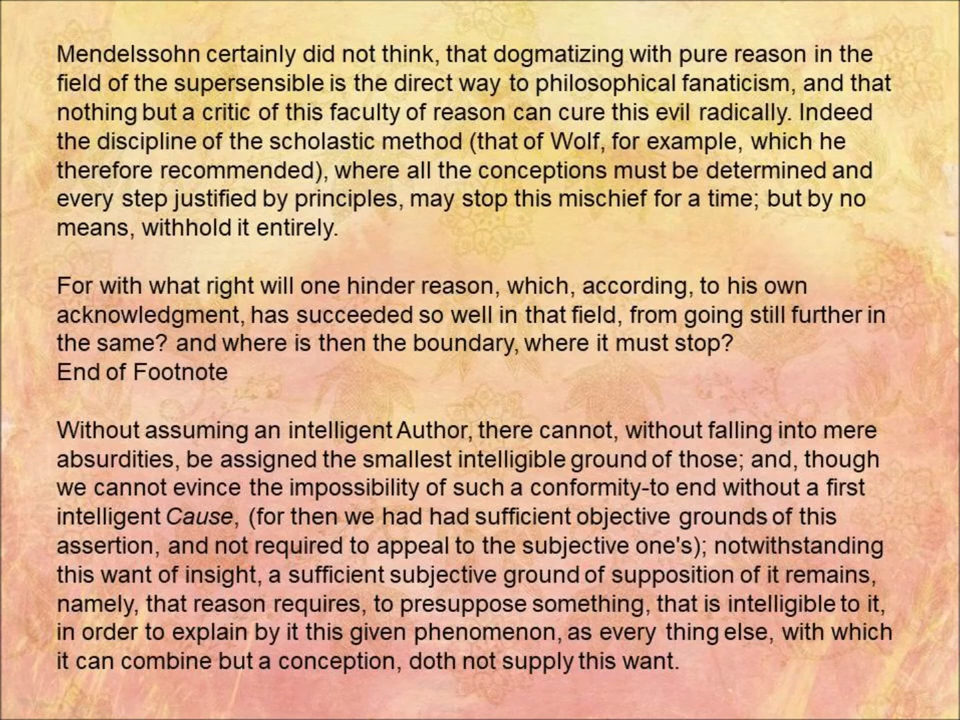 Mendelssohn certainly did not think, that dogmatizing with pure reason in the
field of the supersensible is the direct way to philosophical fanaticism, and that
nothing but a critic of this faculty of reason can cure this evil radically. Indeed
the discipline of the scholastic method (that of Wolf, for example, which he
therefore recommended), where all the conceptions must be determined and
every step justified by principles, may stop this mischief for a time; but by no
means, withhold it entirely.
For with what right will one hinder reason, which, according, to his own
acknowledgment, has succeeded so well in that field, from going still further in
the same? and where is then the boundary, where it must stop?
End of Footnote
Without assuming an intelligent Author, there cannot, without falling into mere
absurdities, be assigned the smallest intelligible ground of those; and, though
we cannot evince the impossibility of such a conformity-to end without a first
intelligent Cause, (for then we had had sufficient objective grounds of this
assertion, and not required to appeal to the subjective one's); notwithstanding
this want of insight, a sufficient subjective ground of supposition of it remains,
namely, that reason requires, to presuppose something, that is intelligible to it,
in order to explain by it this given phenomenon, as every thing else, with which
it can combine but a conception, doth not supply this want.